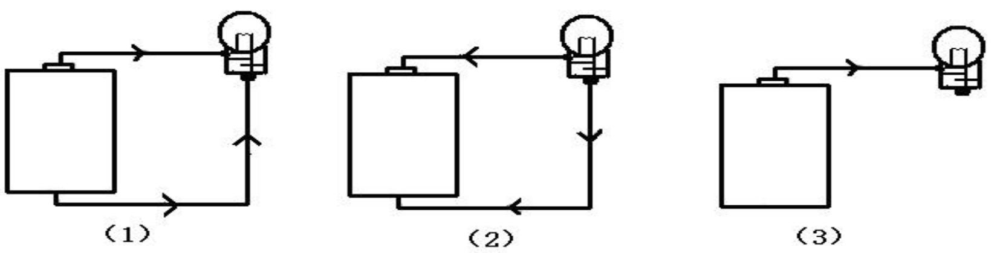 （1）
（2）
（3）